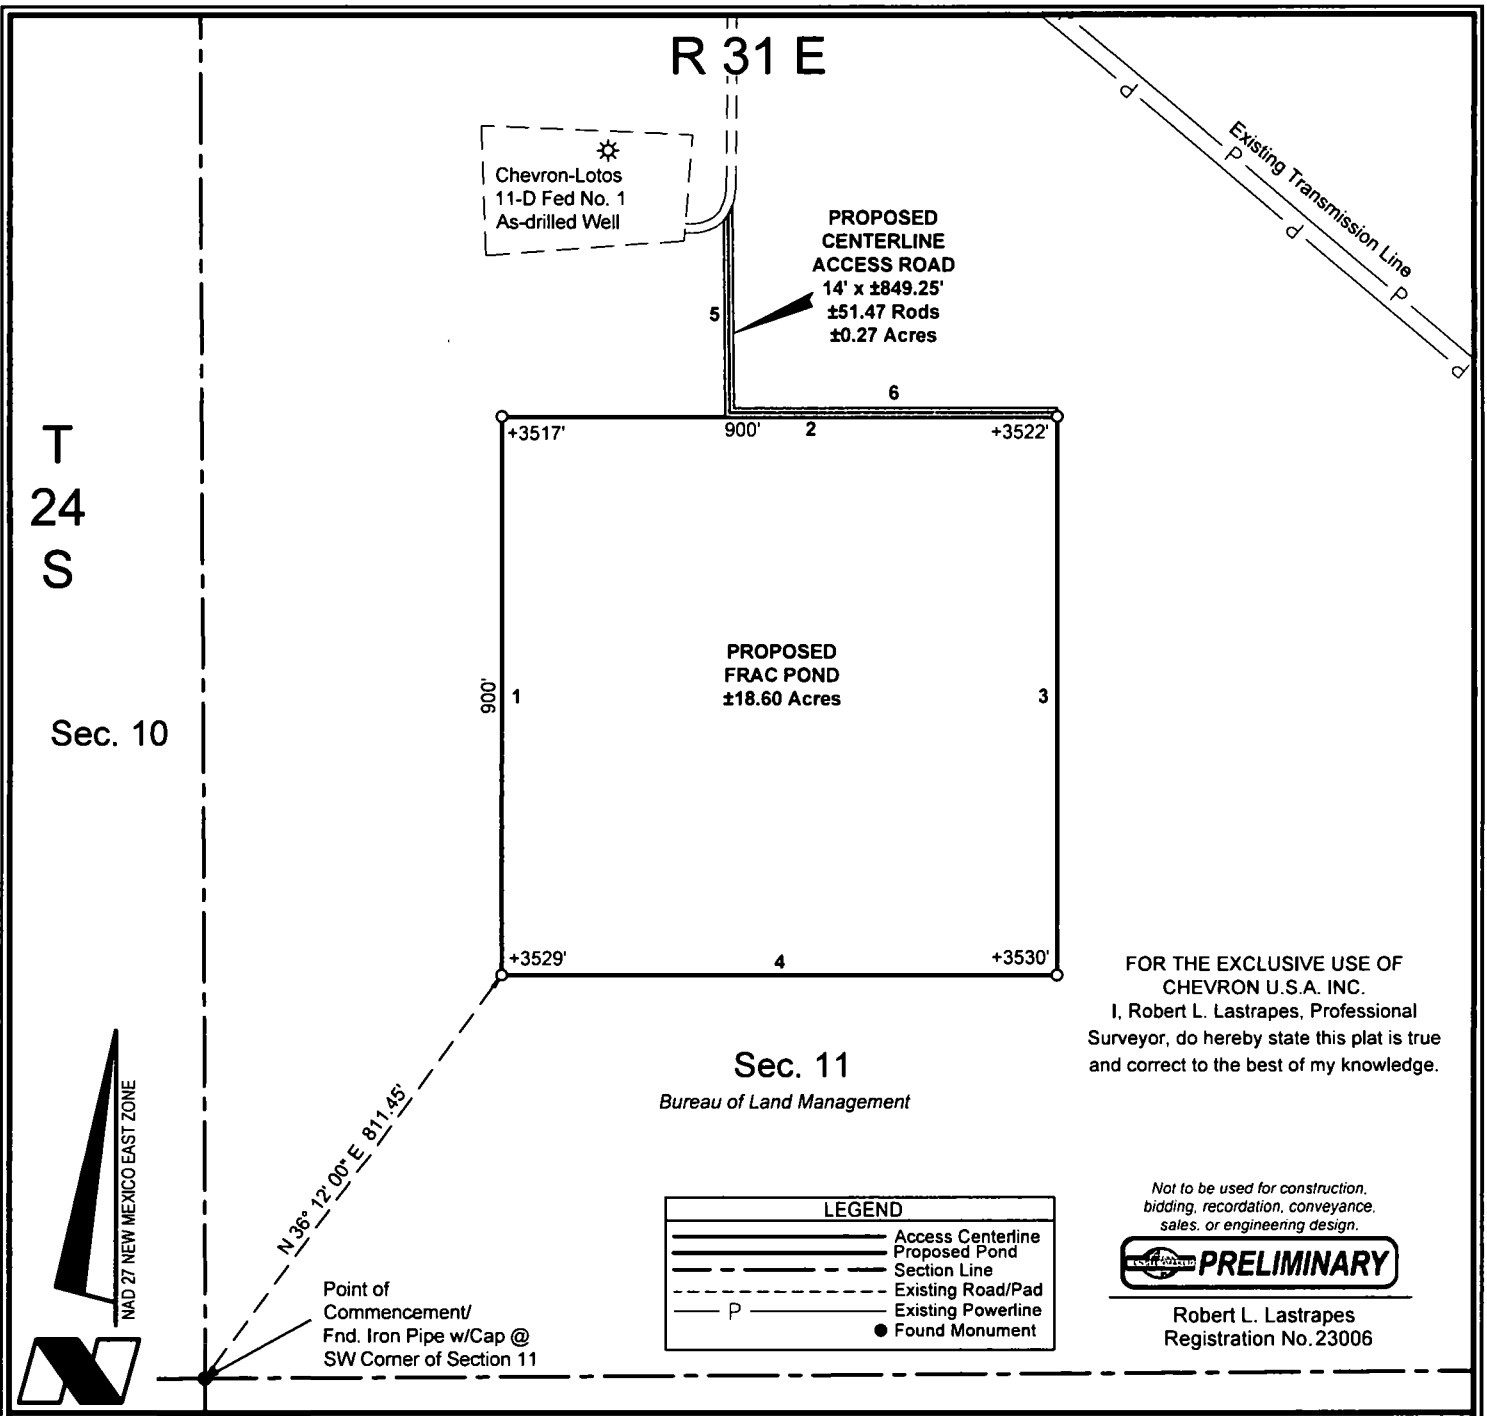 R 31 E
Chevron-Lotos
11-D Fed No. 1
As-drilled Well
PROPOSED
CENTERLINE
ACCESS ROAD
14' x ±849.25'
±51.47 Rods
±0.27 Acres
Existing Transmission Line
P
P
P
P
P
P
5
6
T
24
S
+3517'
900'
2
+3522'
Sec. 10
900'
1
PROPOSED
FRAC POND
±18.60 Acres
3
+3529'
4
+3530'
FOR THE EXCLUSIVE USE OF
CHEVRON U.S.A. INC.
I, Robert L. Lastrapes, Professional
Surveyor, do hereby state this plat is true
and correct to the best of my knowledge.
Sec. 11
Bureau of Land Management
N 36° 12' 00" E 811.45'
NAD 27 NEW MEXICO EAST ZONE
Point of
Commencement/
Fnd. Iron Pipe w/Cap @
SW Corner of Section 11
LEGEND
Access Centerline
Proposed Pond
Section Line
Existing Road/Pad
P Existing Powerline
Found Monument
Not to be used for construction,
bidding, recordation, conveyance,
sales, or engineering design.
PRELIMINARY
Robert L. Lastrapes
Registration No. 23006